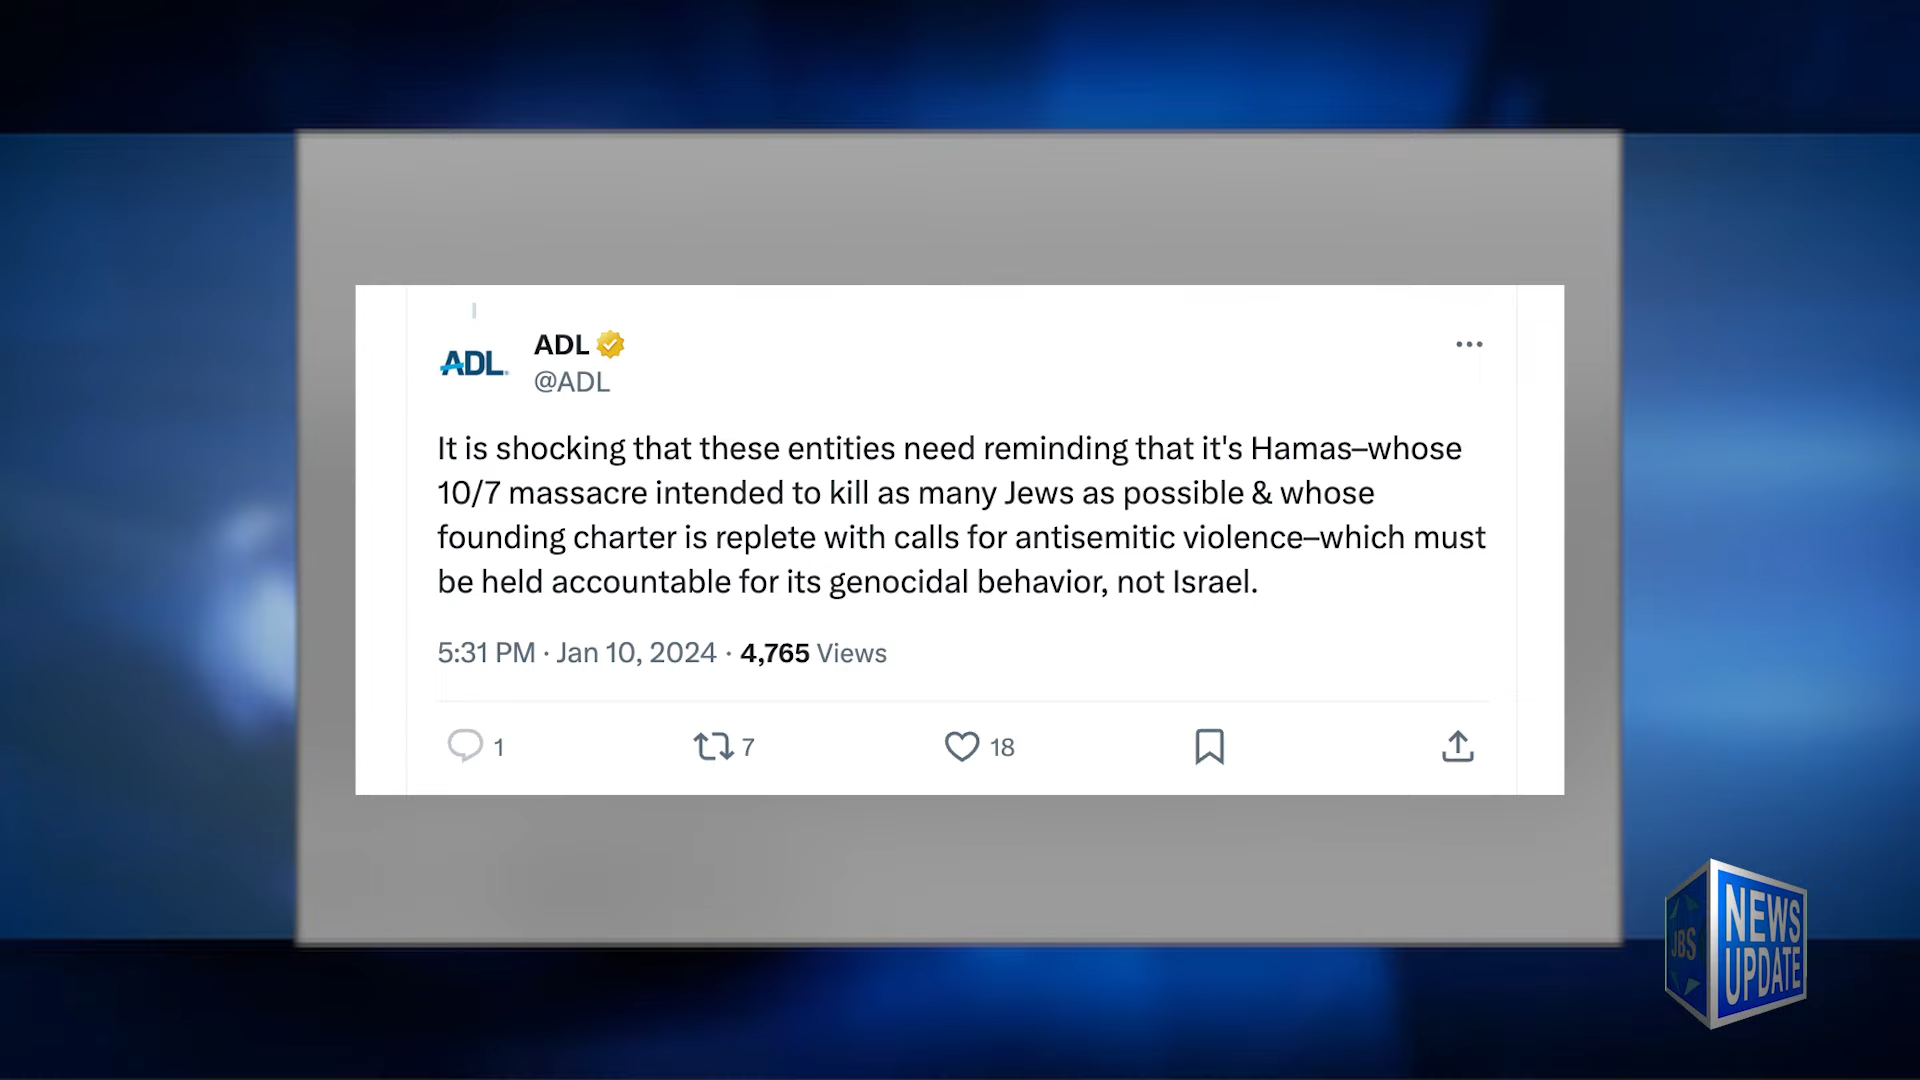 ADL
ADL
@ADL
It is shocking that these entities need reminding that it's Hamas–whose
10/7 massacre intended to kill as many Jews as possible & whose
founding charter is replete with calls for antisemitic violence–which must
be held accountable for its genocidal behavior, not Israel.
5:31 PM · Jan 10, 2024 · 4,765 Views
1
7
18
JBS
NEWS
UPDATE